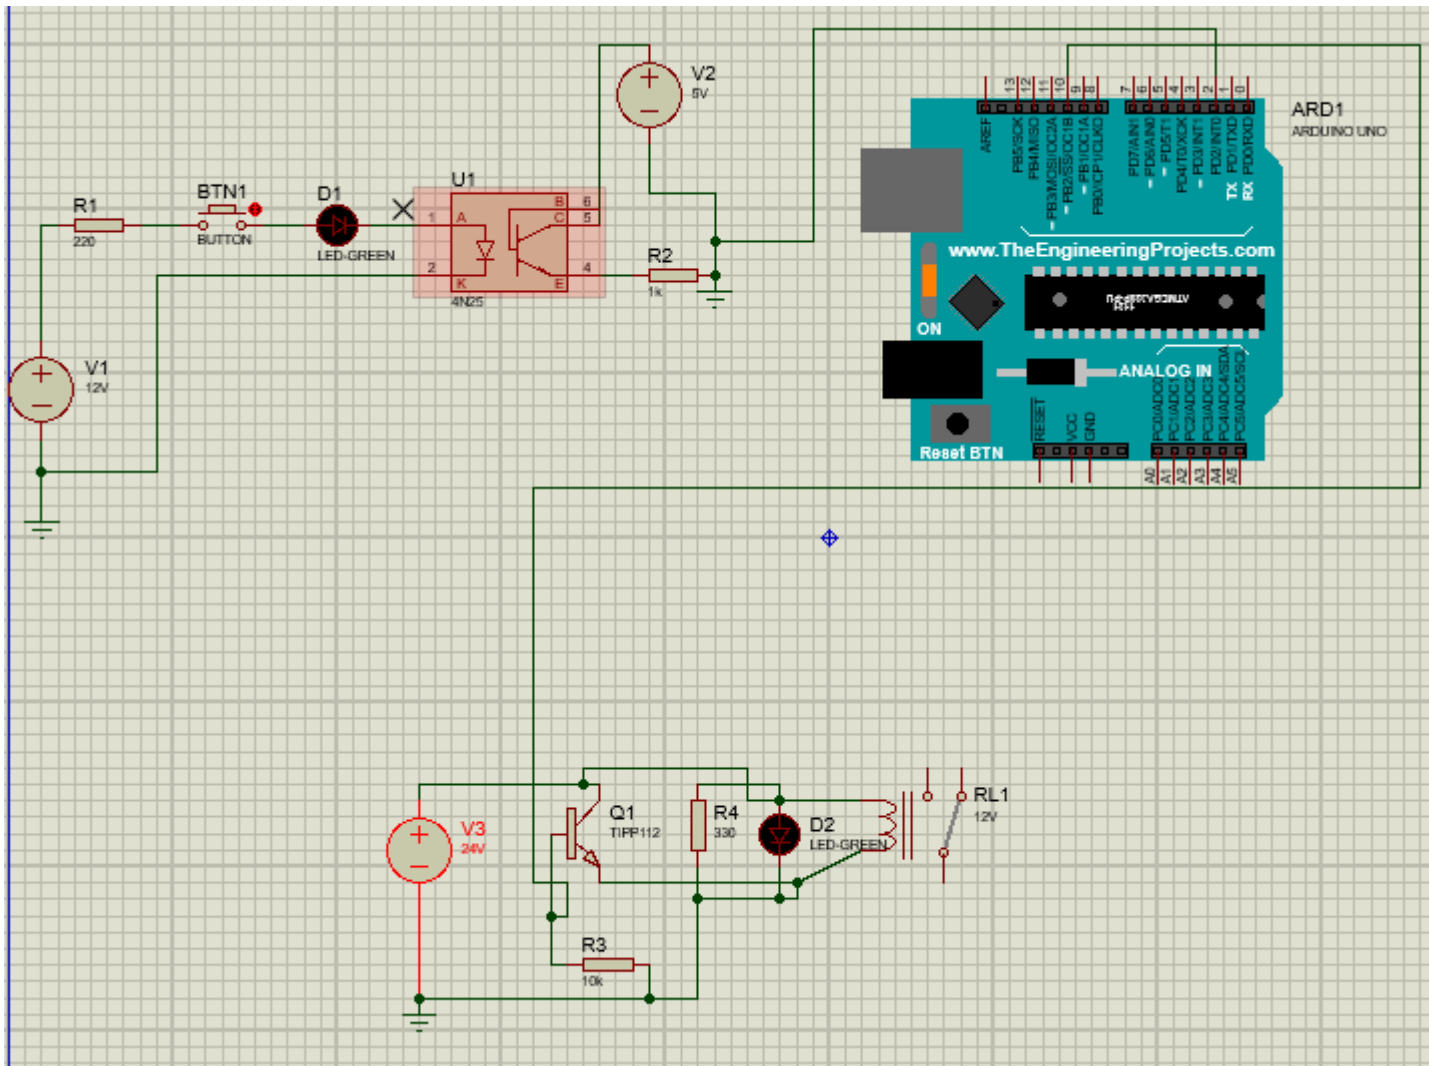 V2
5V
ARD1
ARDUINO UNO
13
12
11
10
9
8
7
6
5
4
3
2
1
0
AREF
PB5/SCK
PB4/MISO
PB3/MOSI/OC2A
PB2/SS/OC1B
PB1/OC1A
PB0/ICP1/CLKO
PD7/AIN1
PD6/AIN0
PD5/T1
PD4/T0/XCK
PD3/INT1
PD2/INT0
PD1/TXD
PD0/RXD
TX
RX
U1
BTN1
D1
R1
220
BUTTON
LED-GREEN
1
A
B
6
C
5
2
K
E
4
4N25
R2
1k
www.TheEngineeringProjects.com
ATMEGA328P-PU
ON
V1
12V
ANALOG IN
RESET
VCC
GND
PC0/ADC0
PC1/ADC1
PC2/ADC2
PC3/ADC3
PC4/ADC4/SDA
PC5/ADC5/SCL
Reset BTN
A0
A1
A2
A3
A4
A5
V3
24V
Q1
TIPP112
R4
330
D2
LED-GREEN
RL1
12V
R3
10k